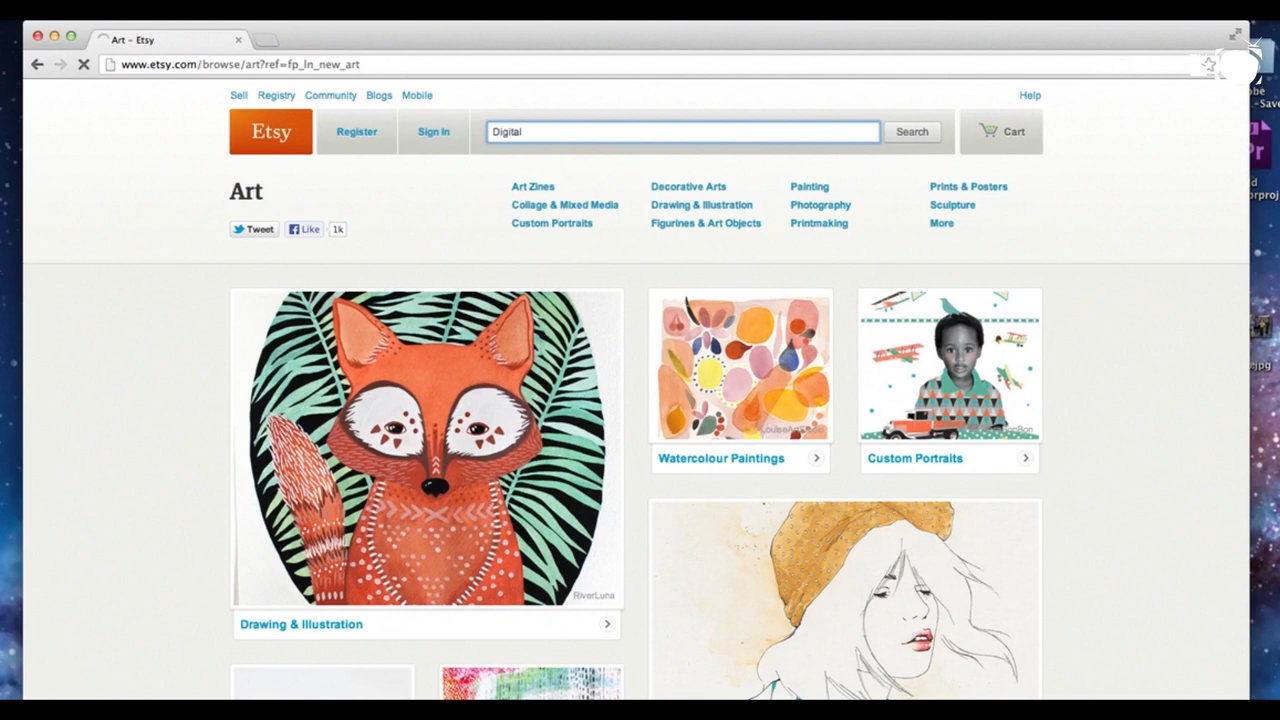 Art – Etsy
www.etsy.com/browse/art?ref=fp_ln_new_art
Sell Registry Community Blogs Mobile Help
Etsy Register Sign In Digital Search Cart
Art
Art Zines Decorative Arts Painting Prints & Posters
Collage & Mixed Media Drawing & Illustration Photography Sculpture
Custom Portraits Figurines & Art Objects Printmaking More
Tweet Like 1k
Watercolour Paintings
Custom Portraits
RiverLuna
Drawing & Illustration
Pr